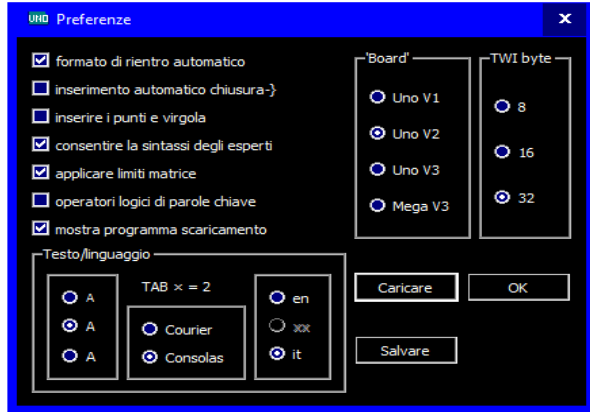 UNO Preferenze
x
formato di rientro automatico
inserimento automatico chiusura-}
inserire i punti e virgola
consentire la sintassi degli esperti
applicare limiti matrice
operatori logici di parole chiave
mostra programma scaricamento
'Board'
Uno V1
Uno V2
Uno V3
Mega V3
TWI byte
8
16
32
Testo/linguaggio
A
A
A
TAB × = 2
Courier
Consolas
en
xx
it
Caricare
OK
Salvare